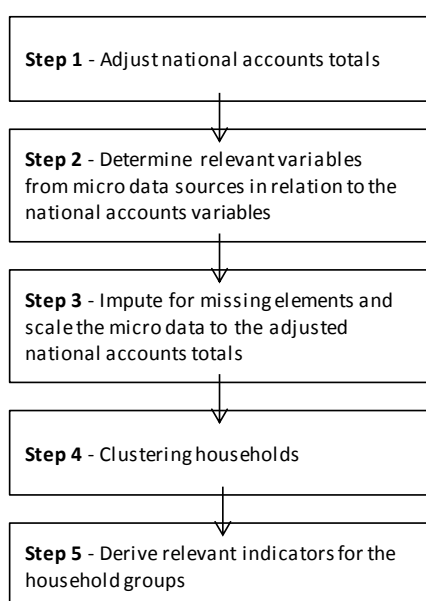 Step 1 - Adjust national accounts totals
Step 2 - Determine relevant variables
from micro data sources in relation to the
national accounts variables
Step 3 - Impute for missing elements and
scale the micro data to the adjusted
national accounts totals
Step 4 - Clustering households
Step 5 - Derive relevant indicators for the
household groups